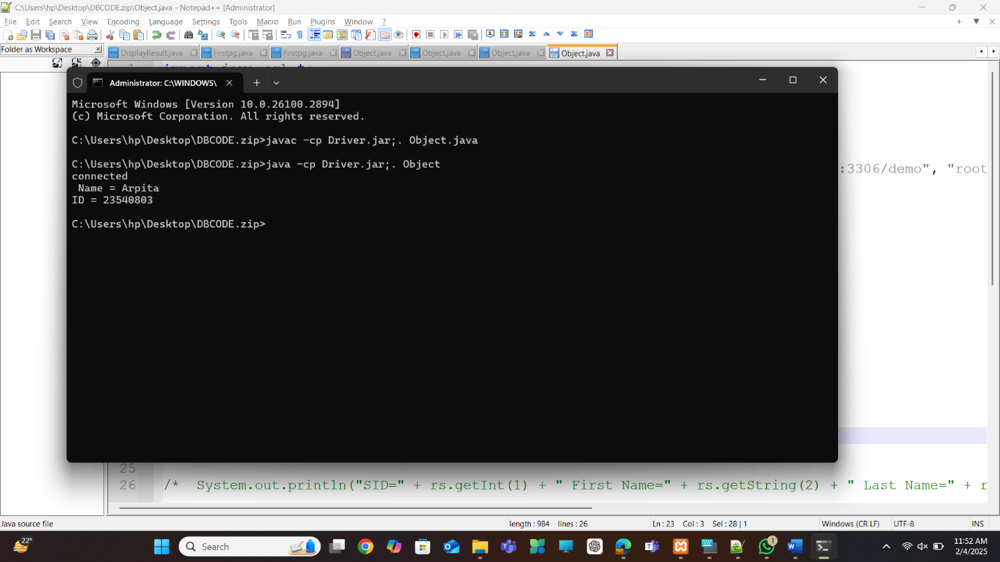 C:\Users\hp\Desktop\DBCODE.zip\Object.java - Notepad++ [Administrator]
File Edit Search View Encoding Language Settings Tools Macro Run Plugins Window ?
Folder as Workspace
DisplayResult.java Firstpg.java Firstpg.java Object.java Object.java Object.java Object.java
Administrator: C:\WINDOWS\
Microsoft Windows [Version 10.0.26100.2894]
(c) Microsoft Corporation. All rights reserved.
C:\Users\hp\Desktop\DBCODE.zip>javac -cp Driver.jar;. Object.java
C:\Users\hp\Desktop\DBCODE.zip>java -cp Driver.jar;. Object
connected
Name = Arpita
ID = 23540803
C:\Users\hp\Desktop\DBCODE.zip>
:3306/demo", "root
25
26 /* System.out.println("SID=" + rs.getInt(1) + " First Name=" + rs.getString(2) + " Last Name=" + r
Java source file length : 984 lines : 26 Ln : 23 Col : 3 Sel : 28 | 1 Windows (CR LF) UTF-8 INS
22°
Search
1
11:52 AM
2/4/2025